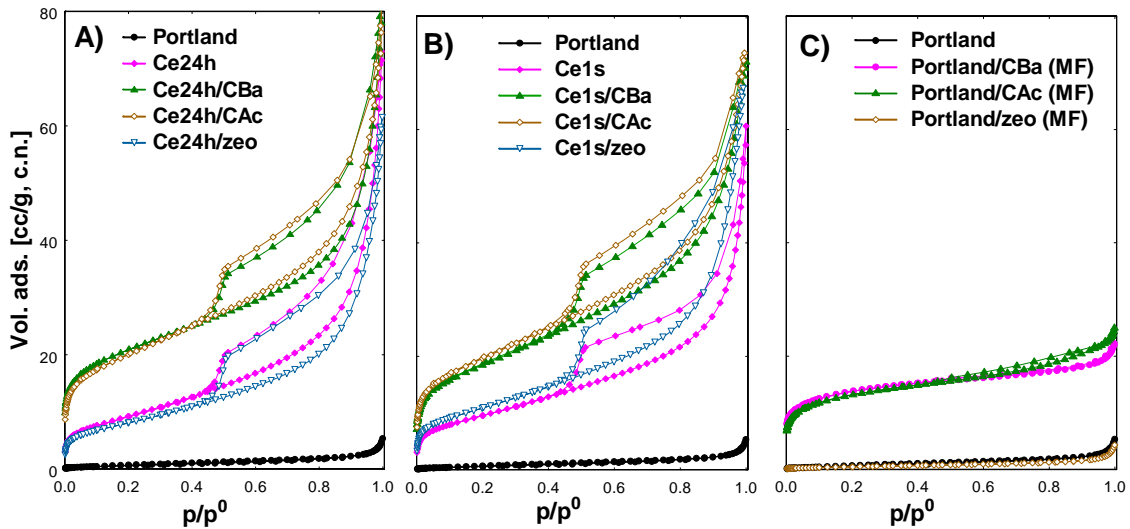 A)
Portland
Ce24h
Ce24h/CBa
Ce24h/CAc
Ce24h/zeo
B)
Portland
Ce1s
Ce1s/CBa
Ce1s/CAc
Ce1s/zeo
C)
Portland
Portland/CBa (MF)
Portland/CAc (MF)
Portland/zeo (MF)
Vol. ads. [cc/g, c.n.]
80
60
40
20
0
0.0 0.2 0.4 0.6 0.8 1.0
0.0 0.2 0.4 0.6 0.8 1.0
0.0 0.2 0.4 0.6 0.8 1.0
p/p⁰
p/p⁰
p/p⁰